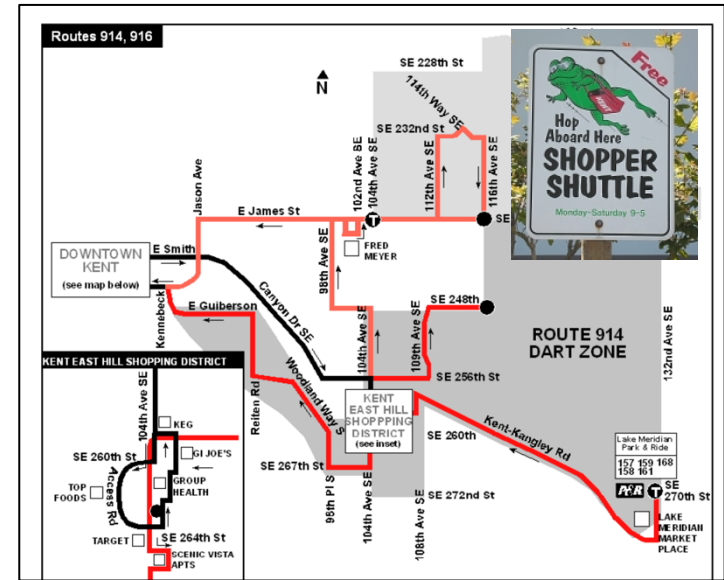 Routes 914, 916
SE 228th St
N
114th Way SE
SE 232nd St
102nd Ave SE
104th Ave SE
112th Ave SE
116th Ave SE
Jason Ave
E James St
T
SE
FRED
MEYER
98th Ave SE
DOWNTOWN
KENT
(see map below)
E Smith
Canyon Dr SE
Kennebeck
E Guiberson
104th Ave SE
109th Ave SE
SE 248th
ROUTE 914
DART ZONE
132nd Ave SE
SE 256th St
Woodland Way S
Reiten Rd
KENT
EAST HILL
SHOPPPING
DISTRICT
(see inset)
Kent-Kangley Rd
SE 260th
SE 267th St
96th Pl S
104th Ave SE
108th Ave SE
SE 272nd St
Lake Meridian
Park & Ride
157 159 168
158 161
P&R
T
SE
270th St
LAKE
MERIDIAN
MARKET
PLACE
KENT EAST HILL SHOPPING DISTRICT
104th Ave SE
KEG
SE 260th St
GI JOE'S
Access Rd
TOP
FOODS
GROUP
HEALTH
TARGET
SE 264th St
SCENIC VISTA
APTS
Free
Hop
Aboard Here
SHOPPER
SHUTTLE
Monday-Saturday 9-5